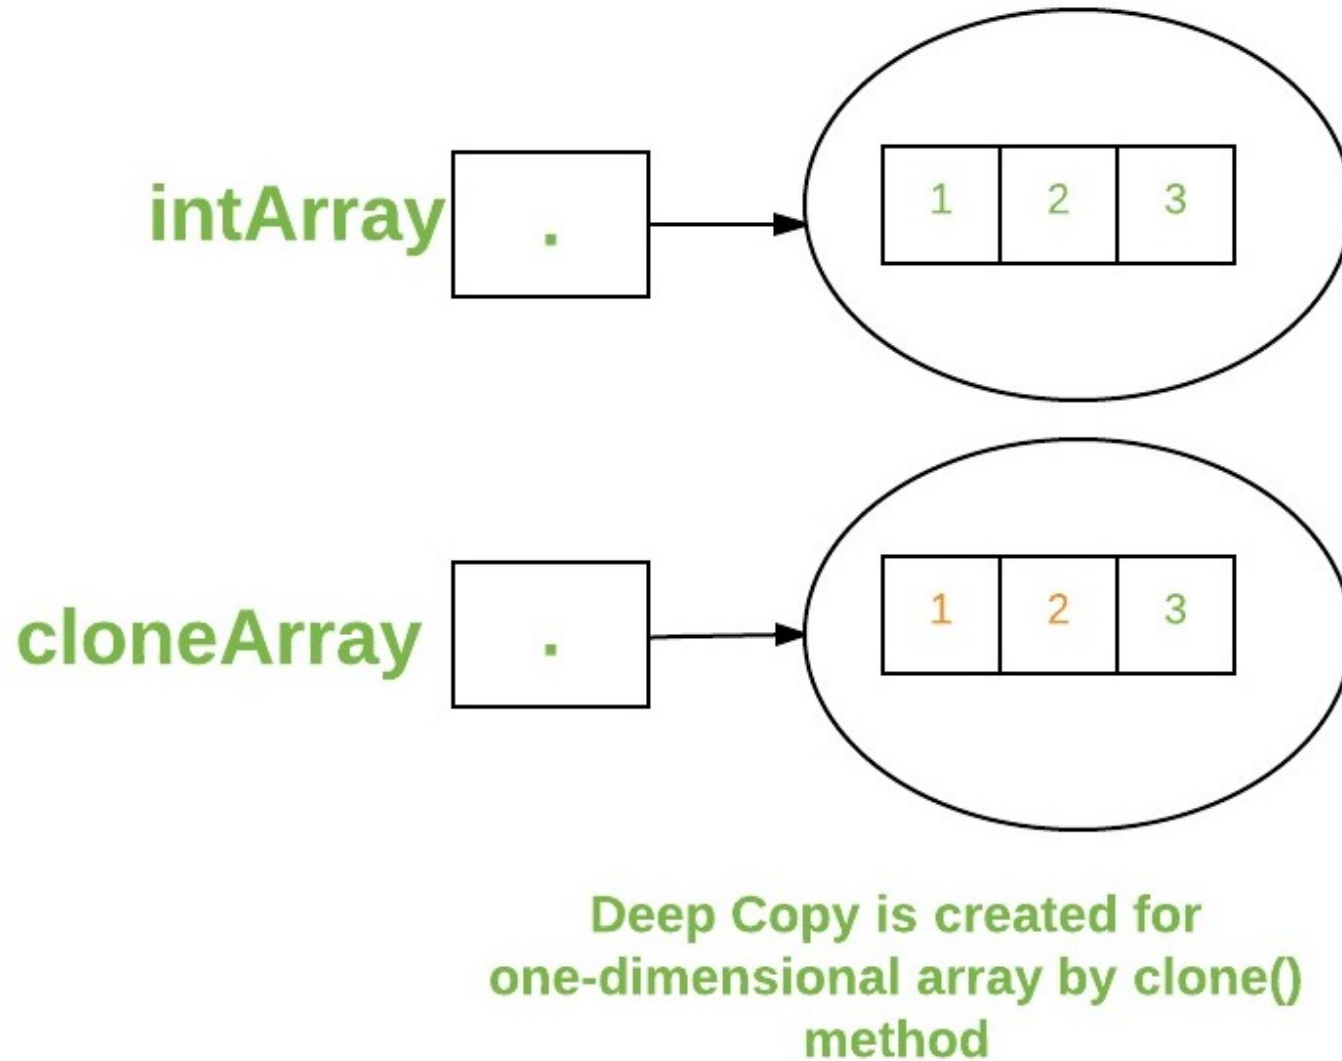 intArray
.
1 2 3
cloneArray
.
1 2 3
Deep Copy is created for
one-dimensional array by clone()
method